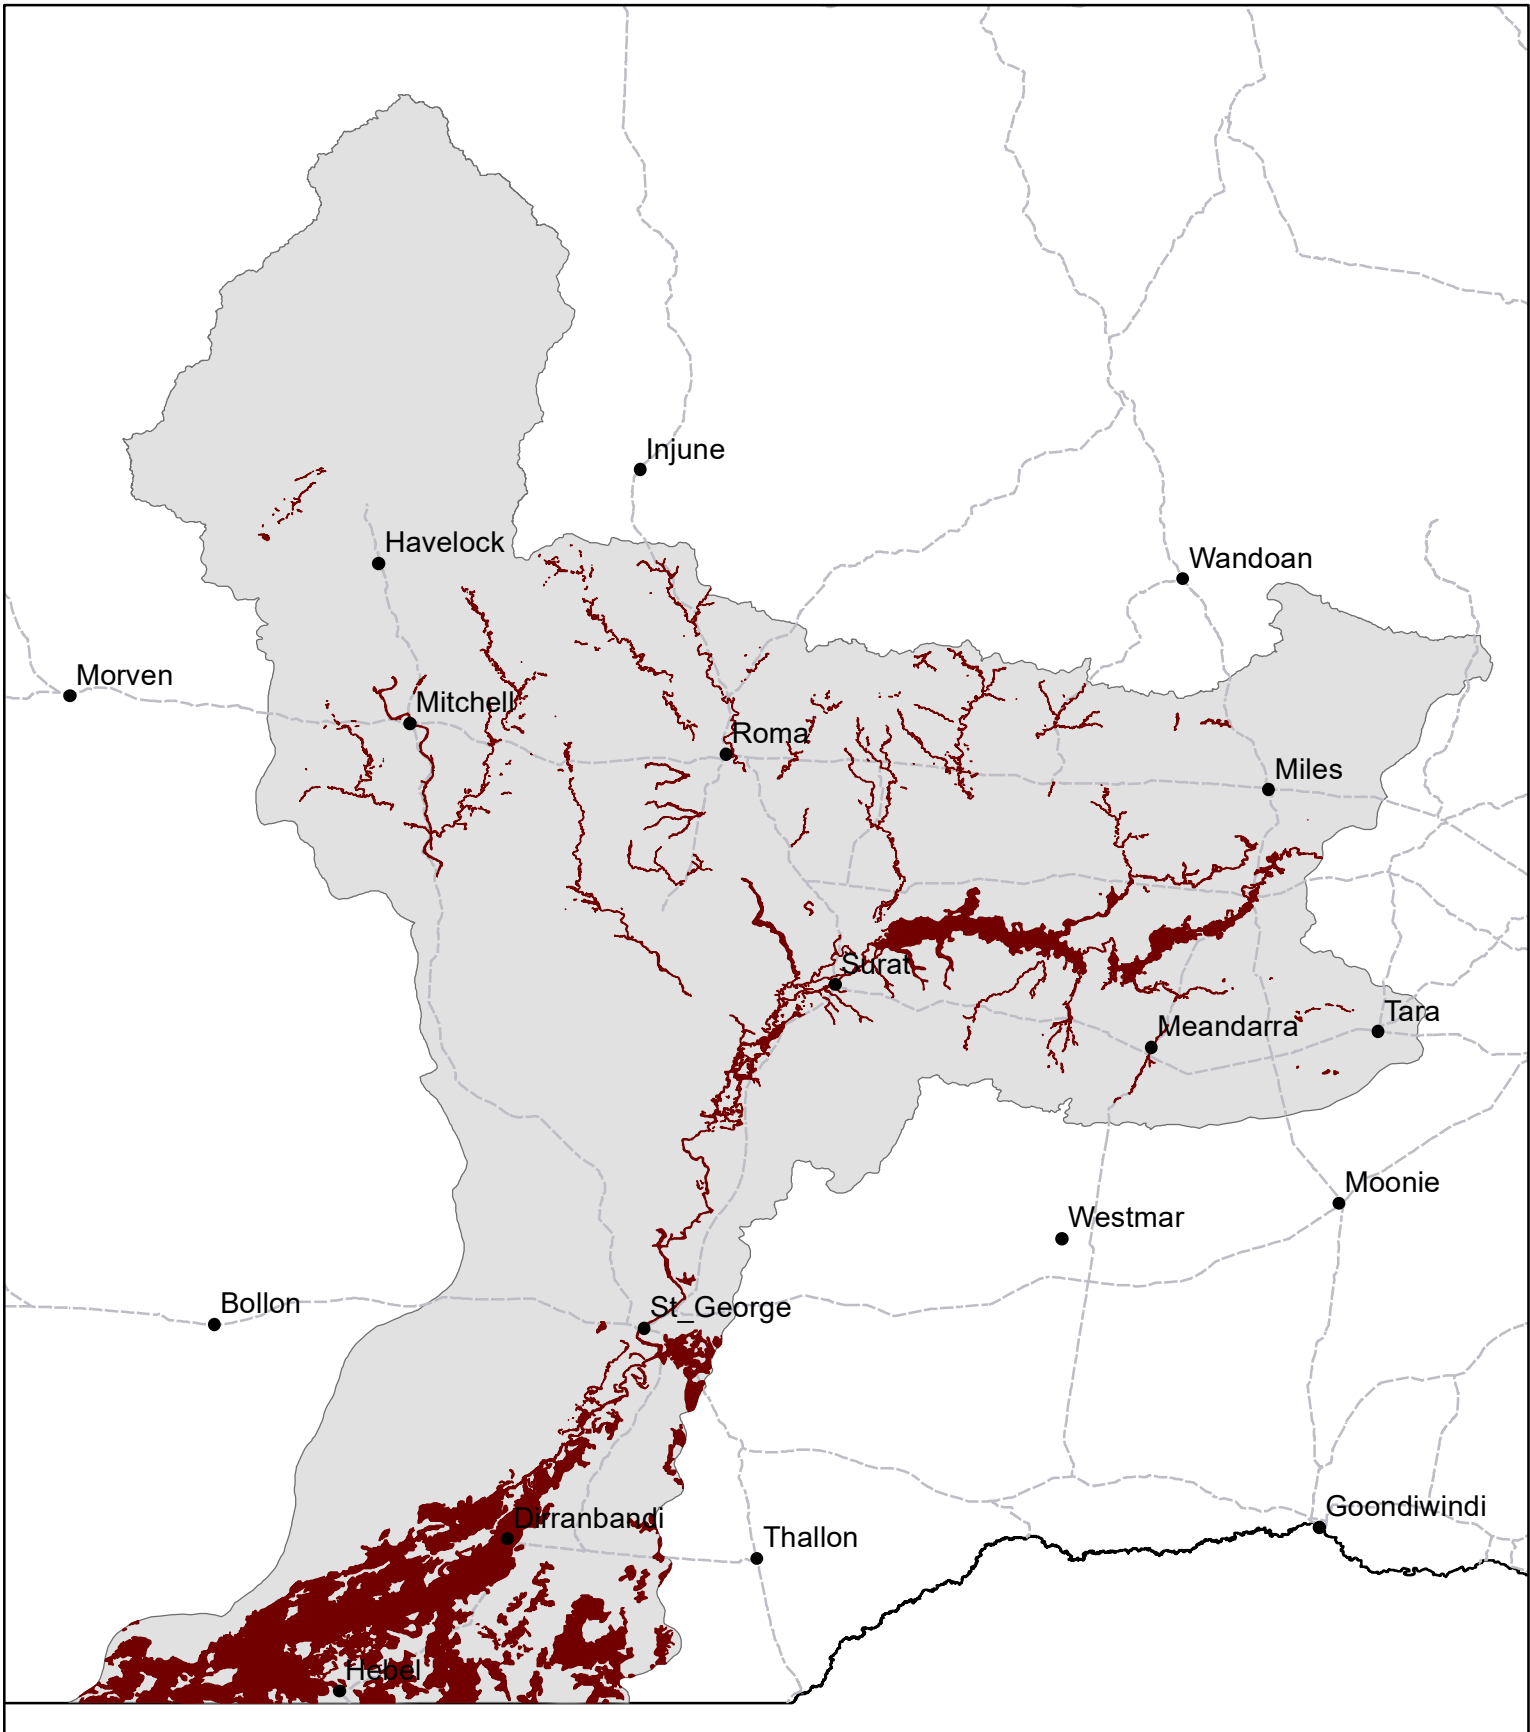 Injune
Havelock
Wandoan
Morven
Mitchell
Roma
Miles
Surat
Tara
Meandarra
Moonie
Westmar
Bollon
St_George
Goondiwindi
Dirranbandi
Thallon
Hebel